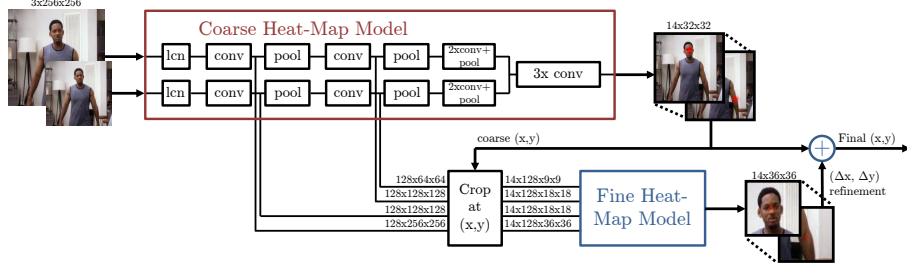 3x256x256
Coarse Heat-Map Model
14x32x32
lcn
conv
pool
conv
pool
2xconv+
pool
lcn
conv
pool
conv
pool
2xconv+
pool
3x conv
coarse (x,y)
Final (x,y)
128x64x64
128x128x128
128x128x128
128x256x256
Crop
at
(x,y)
14x128x9x9
14x128x18x18
14x128x18x18
14x128x36x36
Fine Heat-
Map Model
14x36x36
(Δx, Δy)
refinement
+